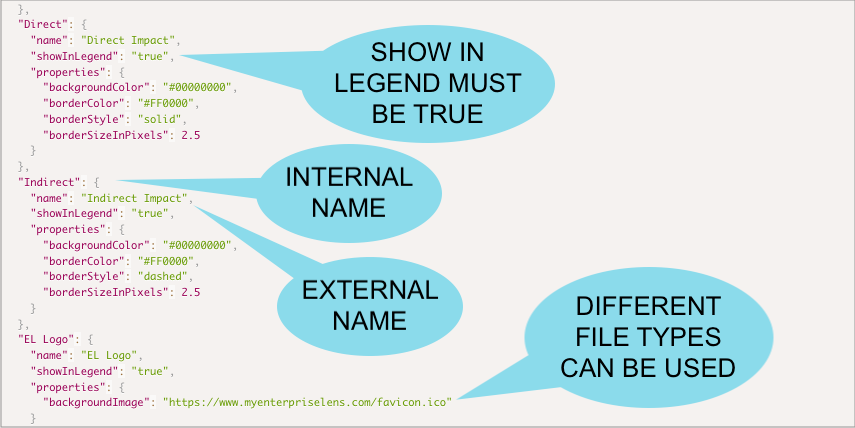 },
"Direct": {
"name": "Direct Impact",
"showInLegend": "true",
"properties": {
"backgroundColor": "#00000000",
"borderColor": "#FF0000",
"borderStyle": "solid",
"borderSizeInPixels": 2.5
}
},
"Indirect": {
"name": "Indirect Impact",
"showInLegend": "true",
"properties": {
"backgroundColor": "#00000000",
"borderColor": "#FF0000",
"borderStyle": "dashed",
"borderSizeInPixels": 2.5
}
},
"EL Logo": {
"name": "EL Logo",
"showInLegend": "true",
"properties": {
"backgroundImage": "https://www.myenterpriselens.com/favicon.ico"
}
SHOW IN
LEGEND MUST
BE TRUE
INTERNAL
NAME
EXTERNAL
NAME
DIFFERENT
FILE TYPES
CAN BE USED